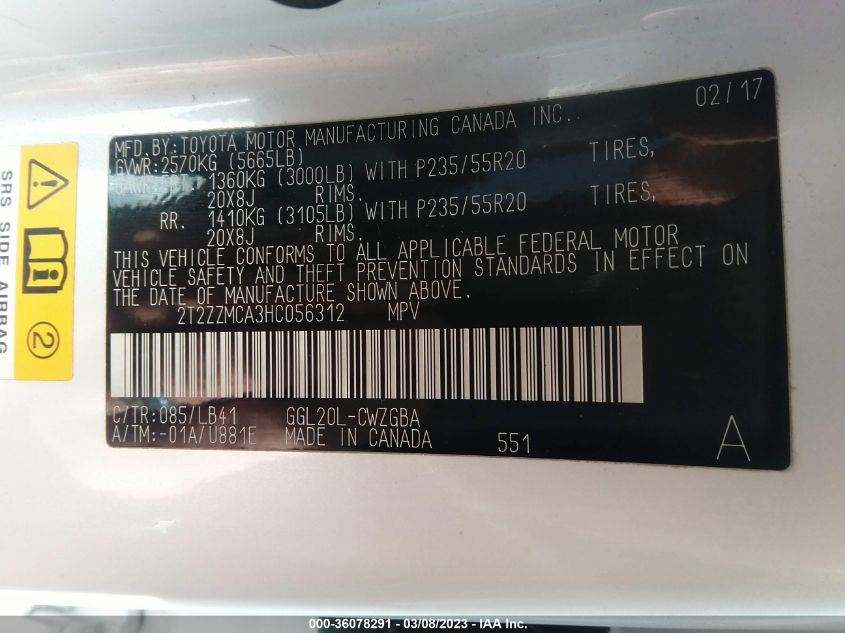 02/17
MFD.BY:TOYOTA MOTOR MANUFACTURING CANADA INC..
GVWR:2570KG (5665LB)
1360KG (3000LB) WITH P235/55R20 TIRES,
20X8J RIMS.
RR. 1410KG (3105LB) WITH P235/55R20 TIRES,
20X8J RIMS.
THIS VEHICLE CONFORMS TO ALL APPLICABLE FEDERAL MOTOR
VEHICLE SAFETY AND THEFT PREVENTION STANDARDS IN EFFECT ON
THE DATE OF MANUFACTURE SHOWN ABOVE.
2T2ZZMCA3HC056312 MPV
C/TR:085/LB41 GGL20L-CWZGBA
A/TM:-01A/U881E MADE IN CANADA 551
A
SRS SIDE AIRBAG
2
000-36078291 - 03/08/2023 - IAA Inc.